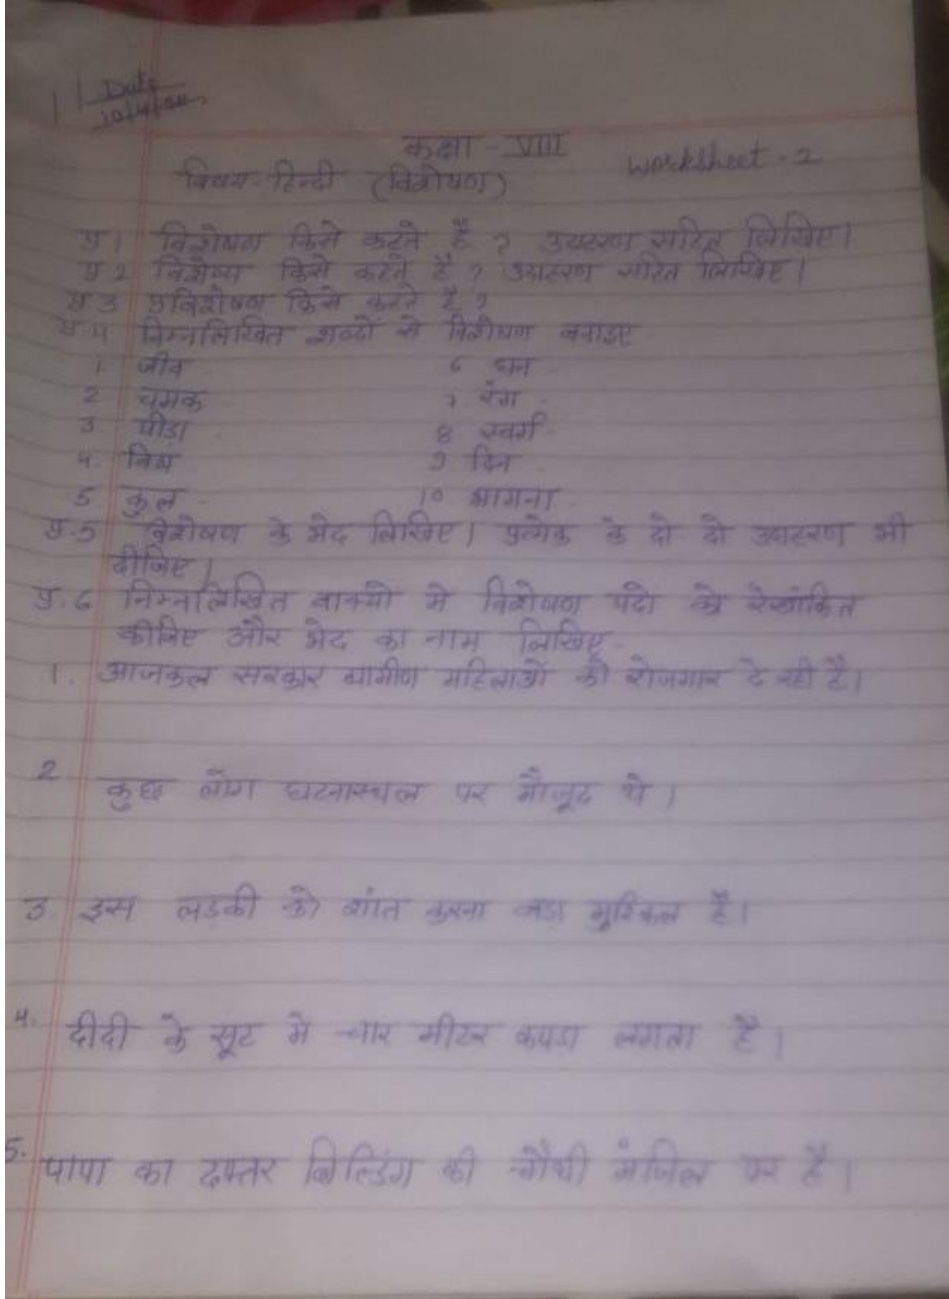 Date
10/4/20
कक्षा - VIII
विषय - हिन्दी (विशेषण) Worksheet - 2
प्र 1 विशेषण किसे कहते है ? उदाहरण सहित लिखिए।
प्र 2 विशेष्य किसे कहते है ? उदाहरण सहित लिखिए।
प्र 3 प्रविशेषण किसे कहते है ?
प्र 4 निम्नलिखित शब्दों से विशेषण बनाइए
1 जीव 6 धन
2 चमक 7 रंग
3 पीडा 8 स्वर्ग
4. विष 9 दिन
5 कुल 10 भागना
प्र.5 विशेषण के भेद लिखिए। प्रत्येक के दो दो उदाहरण भी
दीजिए।
प्र.6 निम्नलिखित वाक्यो मे विशेषण पदो को रेखांकित
कीजिए और भेद का नाम लिखिए
1. आजकल सरकार ग्रामीण महिलाओं को रोजगार दे रही है।
2 कुछ लोग घटनास्थल पर मौजूद थे।
3. इस लडकी को शांत करना बडा मुश्किल है।
4. दीदी के सूट मे चार मीटर कपडा लगता है।
5. पापा का दफ्तर बिल्डिंग की चौथी मंजिल पर है।